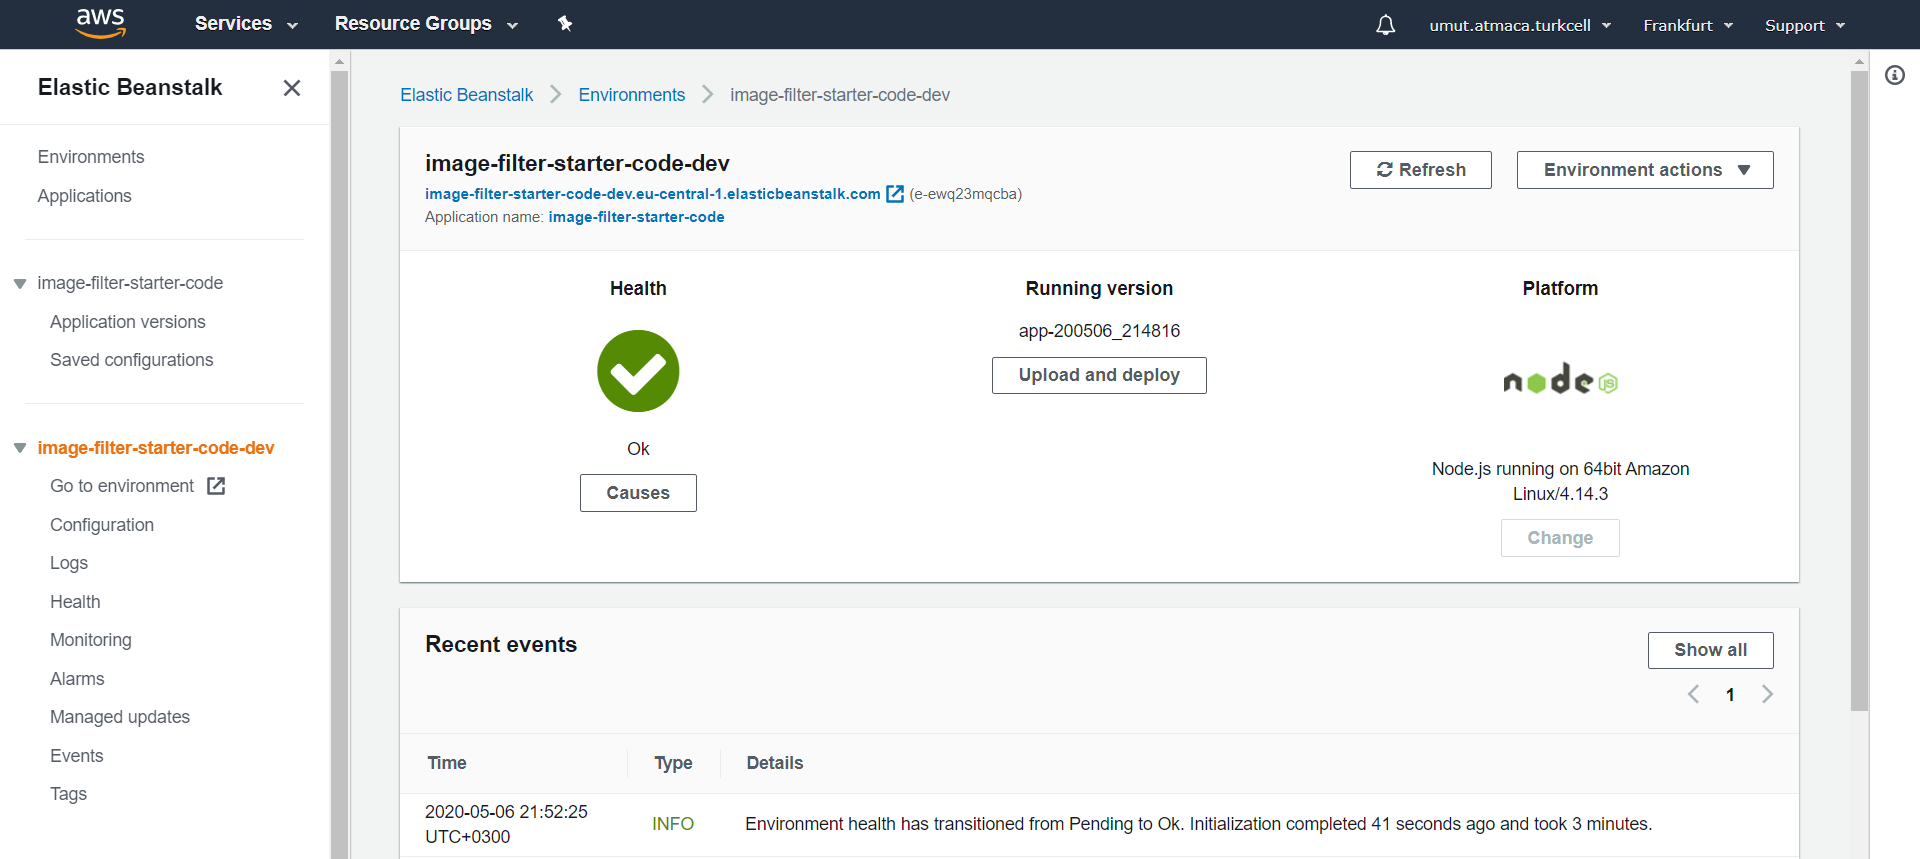 aws
Services
Resource Groups
umut.atmaca.turkcell
Frankfurt
Support
Elastic Beanstalk
Environments
Applications
image-filter-starter-code
Application versions
Saved configurations
image-filter-starter-code-dev
Go to environment
Configuration
Logs
Health
Monitoring
Alarms
Managed updates
Events
Tags
Elastic Beanstalk
Environments
image-filter-starter-code-dev
image-filter-starter-code-dev
image-filter-starter-code-dev.eu-central-1.elasticbeanstalk.com (e-ewq23mqcba)
Application name: image-filter-starter-code
Refresh
Environment actions
Health
Ok
Causes
Running version
app-200506_214816
Upload and deploy
Platform
node JS
Node.js running on 64bit Amazon
Linux/4.14.3
Change
Recent events
Show all
1
Time
Type
Details
2020-05-06 21:52:25
UTC+0300
INFO
Environment health has transitioned from Pending to Ok. Initialization completed 41 seconds ago and took 3 minutes.